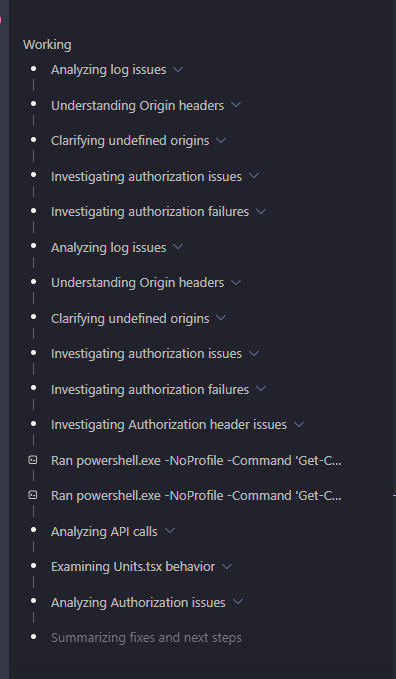 Working
Analyzing log issues
Understanding Origin headers
Clarifying undefined origins
Investigating authorization issues
Investigating authorization failures
Analyzing log issues
Understanding Origin headers
Clarifying undefined origins
Investigating authorization issues
Investigating authorization failures
Investigating Authorization header issues
Ran powershell.exe -NoProfile -Command 'Get-C...
Ran powershell.exe -NoProfile -Command 'Get-C...
Analyzing API calls
Examining Units.tsx behavior
Analyzing Authorization issues
Summarizing fixes and next steps